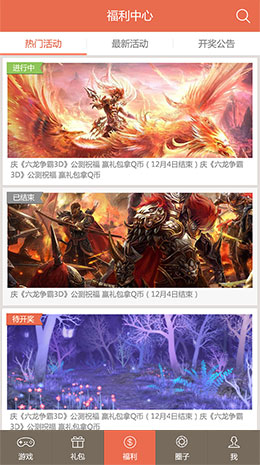 福利中心
热门活动 最新活动 开奖公告
进行中
庆《六龙争霸3D》公测祝福 赢礼包拿Q币（12月4日结束）庆《六龙争霸
3D》公测祝福 赢礼包拿Q币
已结束
庆《六龙争霸3D》公测祝福 赢礼包拿Q币（12月4日结束）
待开奖
庆《六龙争霸3D》公测祝福 赢礼包拿Q币（12月4日结束）庆《六龙争霸
3D》公测祝福 赢礼包拿Q币
游戏 礼包 福利 圈子 我